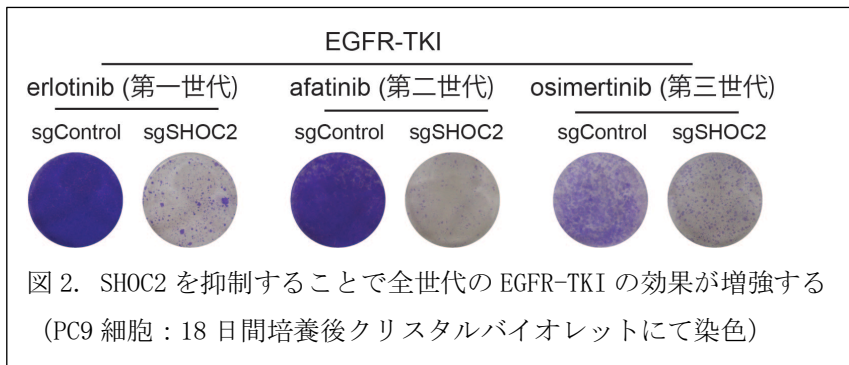 EGFR-TKI
erlotinib (第一世代) afatinib (第二世代) osimertinib (第三世代)
sgControl sgSHOC2 sgControl sgSHOC2 sgControl sgSHOC2
図 2. SHOC2 を抑制することで全世代の EGFR-TKI の効果が増強する
(PC9 細胞：18 日間培養後クリスタルバイオレットにて染色)